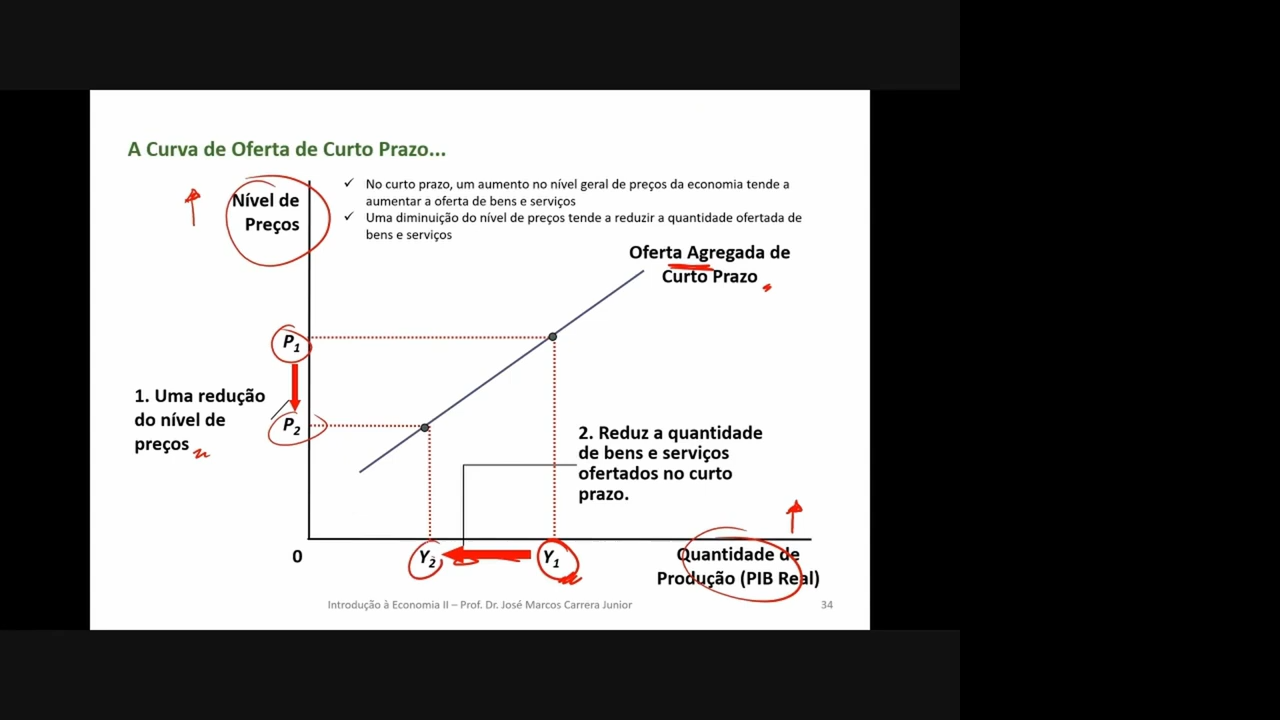 A Curva de Oferta de Curto Prazo...
Nível de
Preços
✓ No curto prazo, um aumento no nível geral de preços da economia tende a
aumentar a oferta de bens e serviços
✓ Uma diminuição do nível de preços tende a reduzir a quantidade ofertada de
bens e serviços
Oferta Agregada de
Curto Prazo
P1
1. Uma redução
do nível de
preços
P2
2. Reduz a quantidade
de bens e serviços
ofertados no curto
prazo.
0
Y2
Y1
Quantidade de
Produção (PIB Real)
Introdução à Economia II – Prof. Dr. José Marcos Carrera Junior
34